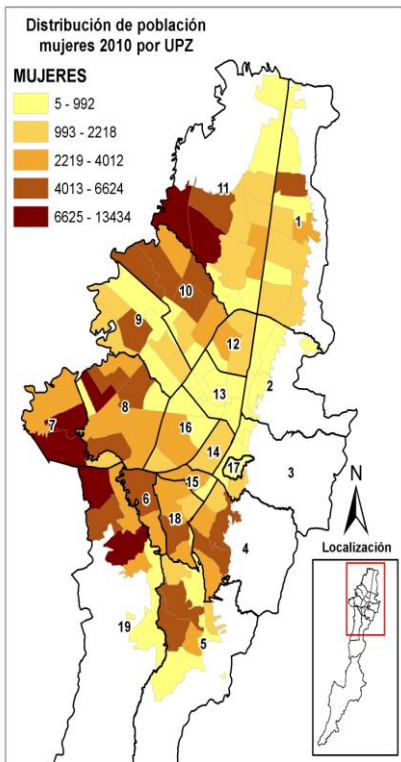 Distribución de población
mujeres 2010 por UPZ
MUJERES
5 - 992
993 - 2218
2219 - 4012
4013 - 6624
6625 - 13434
11
1
10
9
12
2
13
8
7
16
14
17
3
N
15
6
18
Localización
4
19
5